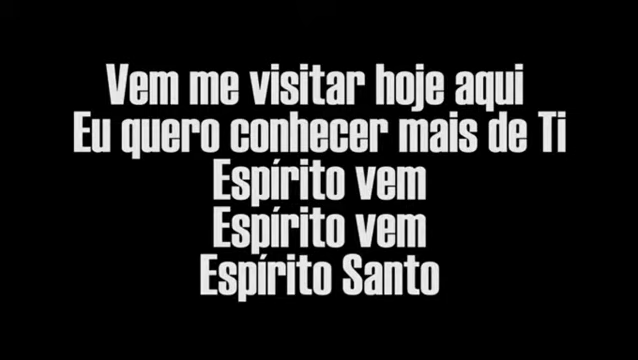 Vem me visitar hoje aqui
Eu quero conhecer mais de Ti
Espírito vem
Espírito vem
Espírito Santo